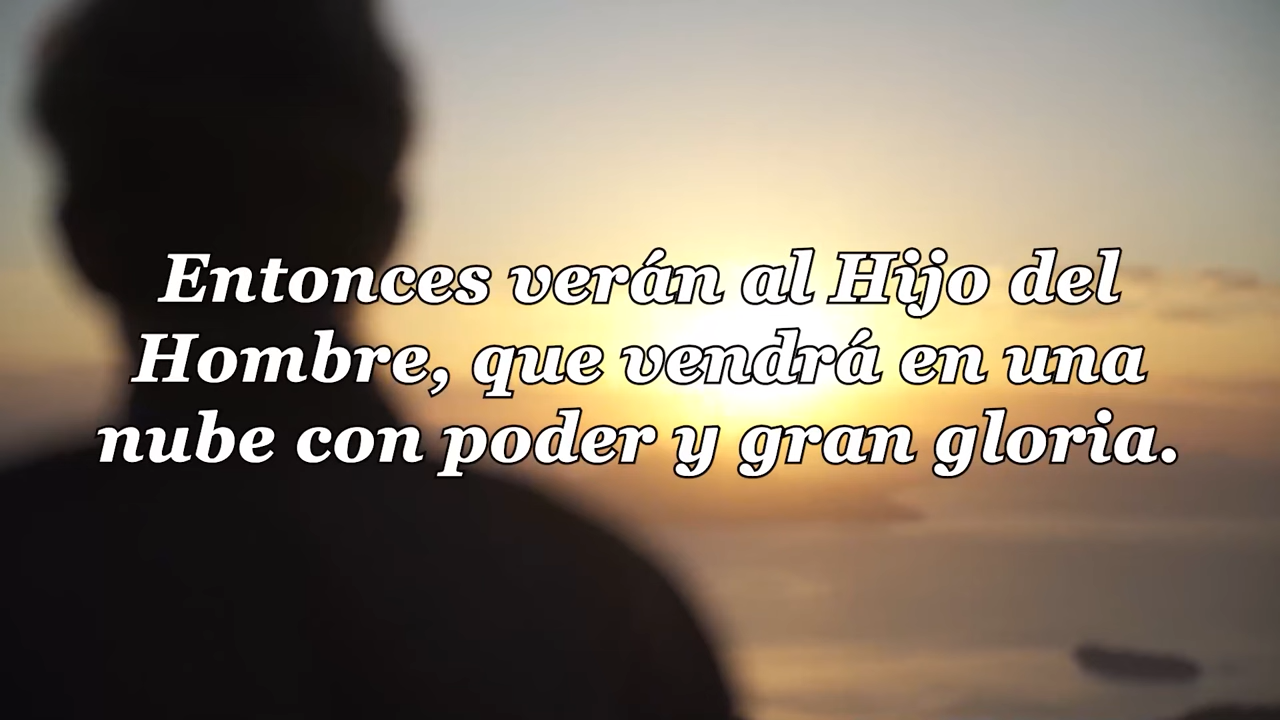 Entonces verán al Hijo del
Hombre, que vendrá en una
nube con poder y gran gloria.